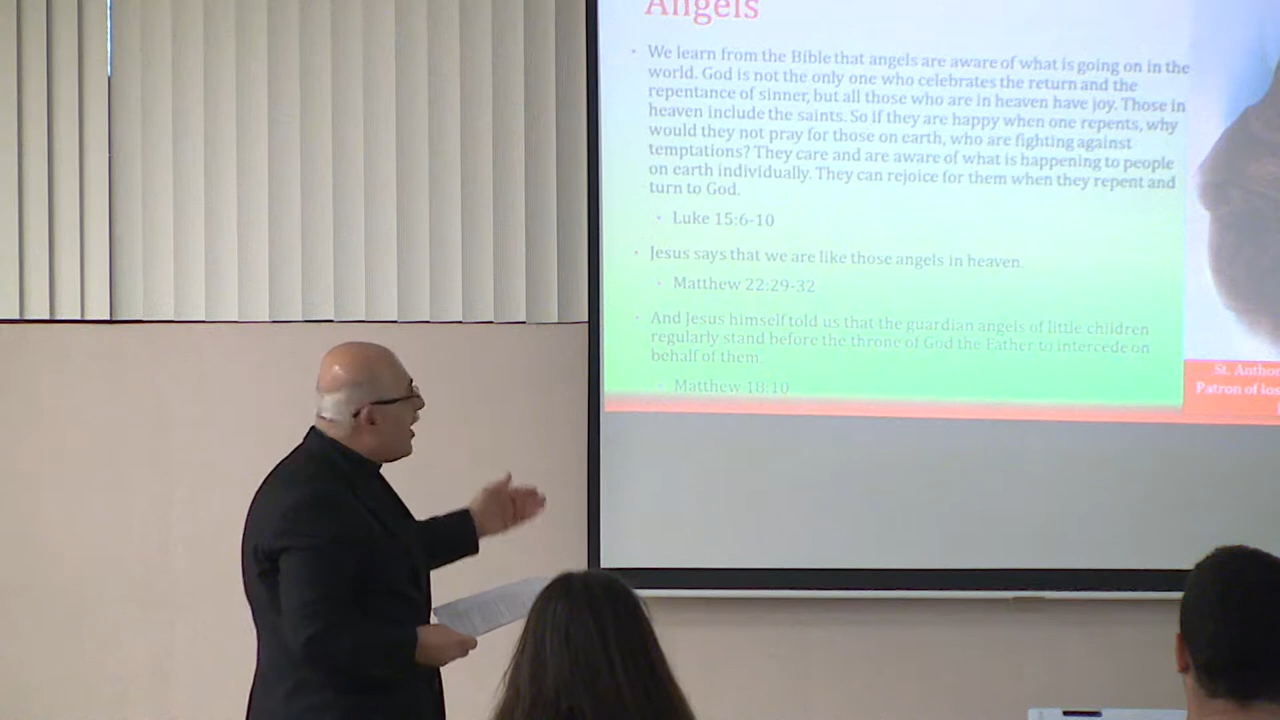 Angels
• We learn from the Bible that angels are aware of what is going on in the
world. God is not the only one who celebrates the return and the
repentance of sinner, but all those who are in heaven have joy. Those in
heaven include the saints. So if they are happy when one repents, why
would they not pray for those on earth, who are fighting against
temptations? They care and are aware of what is happening to people
on earth individually. They can rejoice for them when they repent and
turn to God.
• Luke 15:6-10
• Jesus says that we are like those angels in heaven.
• Matthew 22:29-32
• And Jesus himself told us that the guardian angels of little children
regularly stand before the throne of God the Father to intercede on
behalf of them.
• Matthew 18:10
St. Antho
Patron of los